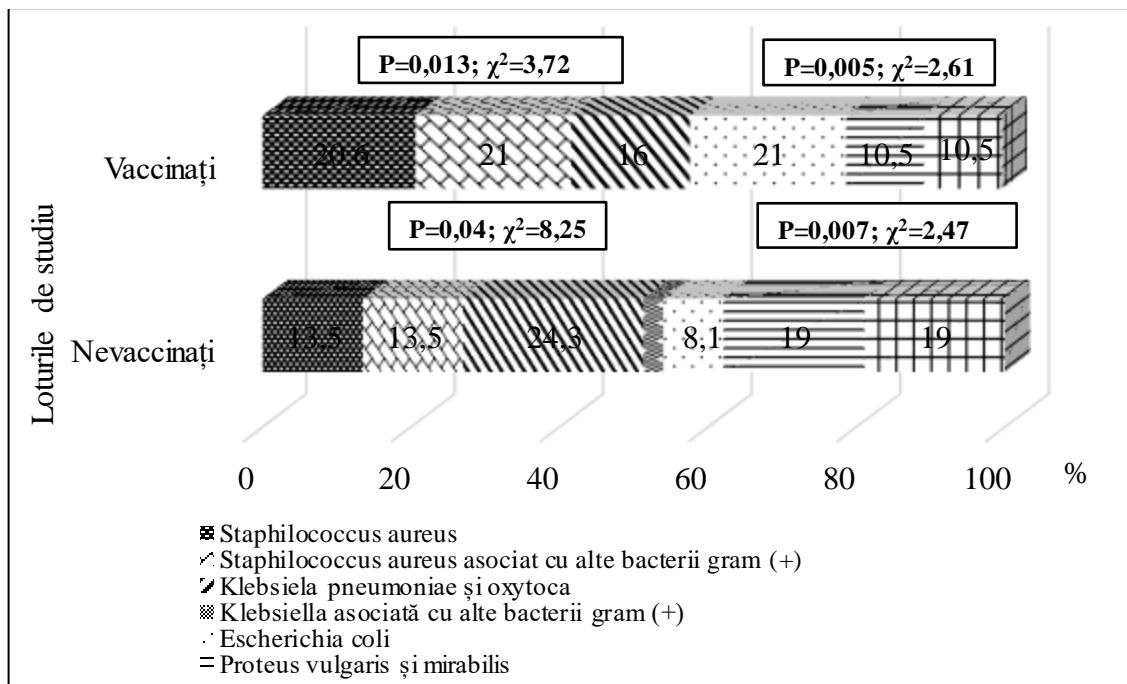 P=0,013; χ²=3,72
P=0,005; χ²=2,61
Vaccinați
20,6 21 16 21 10,5 10,5
P=0,04; χ²=8,25
P=0,007; χ²=2,47
Nevaccinați
13,5 13,5 24,3 8,1 19 19
Loturile de studiu
0 20 40 60 80 100 %
Staphilococcus aureus
Staphilococcus aureus asociat cu alte bacterii gram (+)
Klebsiela pneumoniae și oxytoca
Klebsiella asociată cu alte bacterii gram (+)
Escherichia coli
Proteus vulgaris și mirabilis